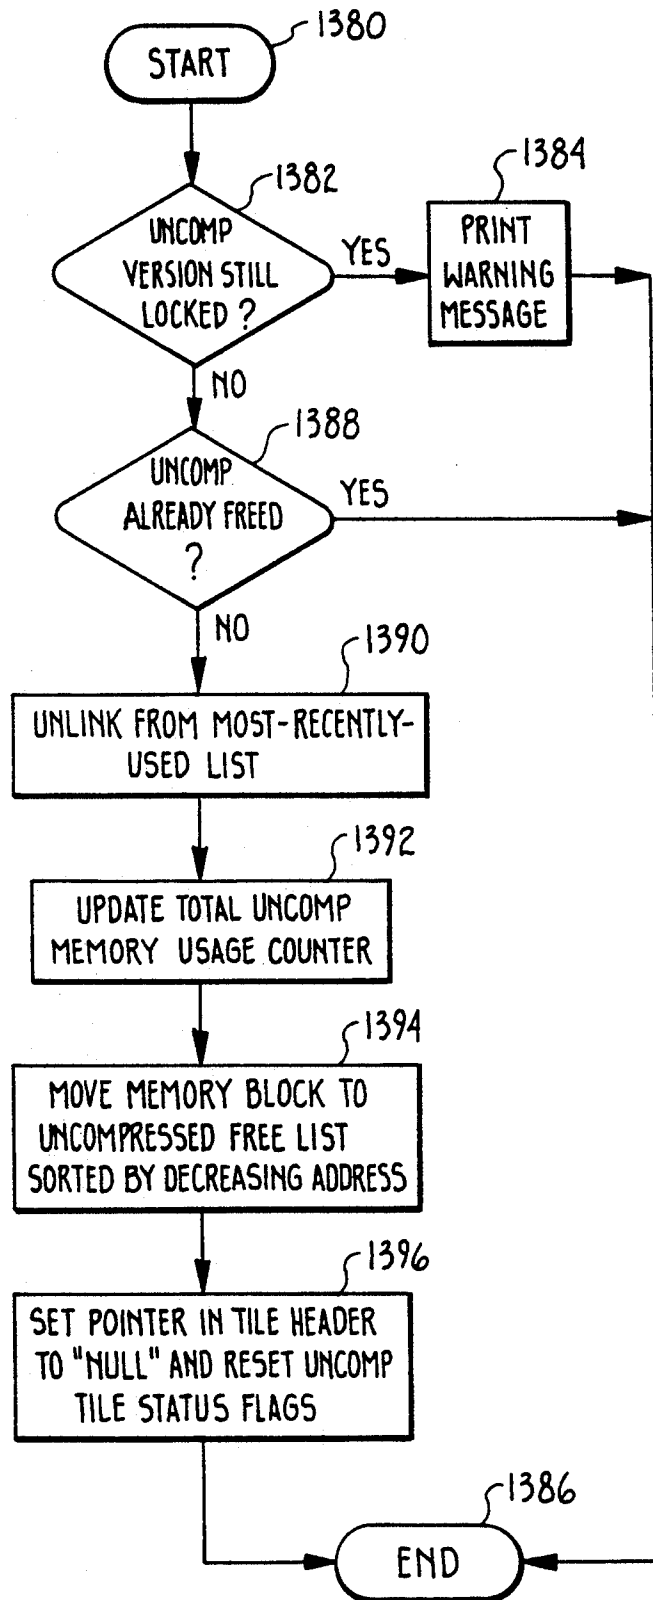 1380
START
1382
UNCOMP
VERSION STILL
LOCKED ?
YES
1384
PRINT
WARNING
MESSAGE
NO
1388
UNCOMP
ALREADY FREED
?
YES
NO
1390
UNLINK FROM MOST-RECENTLY-
USED LIST
1392
UPDATE TOTAL UNCOMP
MEMORY USAGE COUNTER
1394
MOVE MEMORY BLOCK TO
UNCOMPRESSED FREE LIST
SORTED BY DECREASING ADDRESS
1396
SET POINTER IN TILE HEADER
TO "NULL" AND RESET UNCOMP
TILE STATUS FLAGS
1386
END